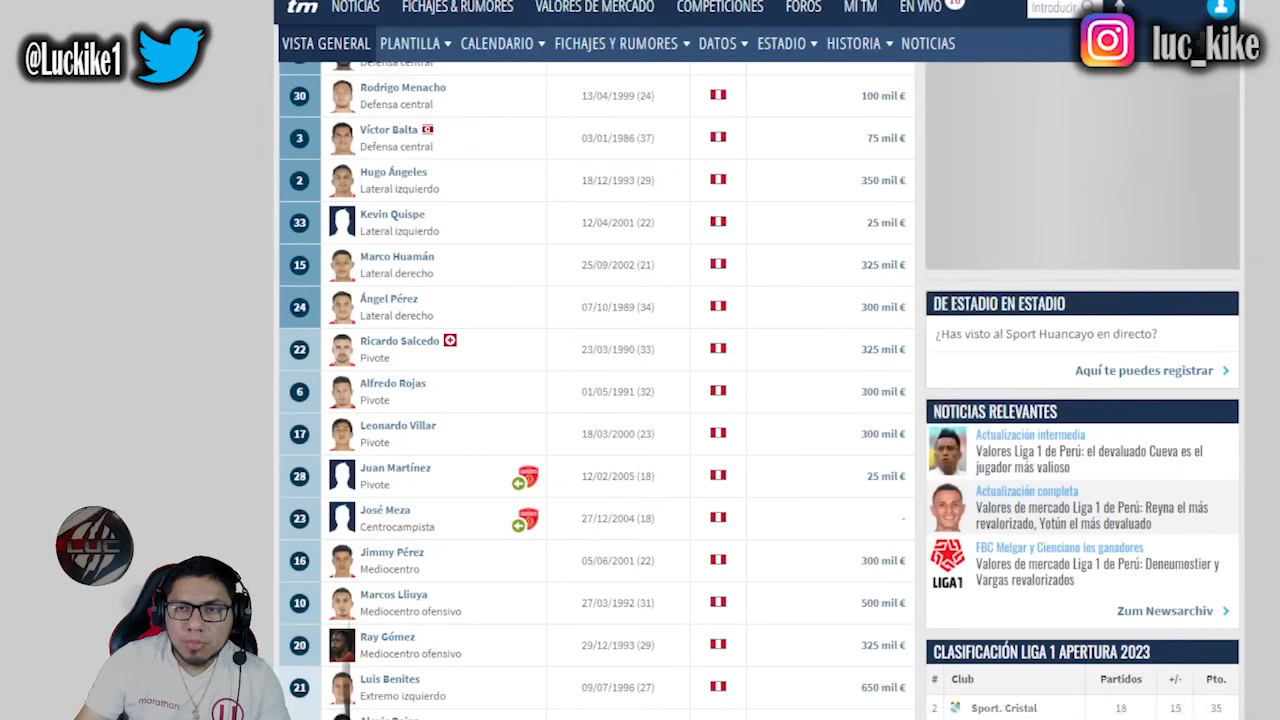 tm NOTICIAS FICHAJES & RUMORES VALORES DE MERCADO COMPETICIONES FOROS MI TM EN VIVO 16 Introducir
VISTA GENERAL PLANTILLA CALENDARIO FICHAJES Y RUMORES DATOS ESTADIO HISTORIA NOTICIAS
@Luckike1
luc_kike
Defensa central
30 Rodrigo Menacho 13/04/1999 (24) 100 mil €
Defensa central
3 Víctor Balta 03/01/1986 (37) 75 mil €
Defensa central
2 Hugo Ángeles 18/12/1993 (29) 350 mil €
Lateral izquierdo
33 Kevin Quispe 12/04/2001 (22) 25 mil €
Lateral izquierdo
15 Marco Huamán 25/09/2002 (21) 325 mil €
Lateral derecho
24 Ángel Pérez 07/10/1989 (34) 300 mil €
Lateral derecho
22 Ricardo Salcedo 23/03/1990 (33) 325 mil €
Pivote
6 Alfredo Rojas 01/05/1991 (32) 300 mil €
Pivote
17 Leonardo Villar 18/03/2000 (23) 300 mil €
Pivote
28 Juan Martínez 12/02/2005 (18) 25 mil €
Pivote
23 José Meza 27/12/2004 (18) -
Centrocampista
16 Jimmy Pérez 05/06/2001 (22) 300 mil €
Mediocentro
10 Marcos Lliuya 27/03/1992 (31) 500 mil €
Mediocentro ofensivo
20 Ray Gómez 29/12/1993 (29) 325 mil €
Mediocentro ofensivo
21 Luis Benites 09/07/1996 (27) 650 mil €
Extremo izquierdo
DE ESTADIO EN ESTADIO
¿Has visto al Sport Huancayo en directo?
Aquí te puedes registrar
NOTICIAS RELEVANTES
Actualización intermedia
Valores Liga 1 de Perú: el devaluado Cueva es el
jugador más valioso
Actualización completa
Valores de mercado Liga 1 de Perú: Reyna el más
revalorizado, Yotún el más devaluado
FBC Melgar y Cienciano los ganadores
Valores de mercado Liga 1 de Perú: Deneumostier y
Vargas revalorizados
LIGA1
Zum Newsarchiv
CLASIFICACIÓN LIGA 1 APERTURA 2023
# Club Partidos +/- Pto.
2 Sport. Cristal 18 15 35
LUC
marathon